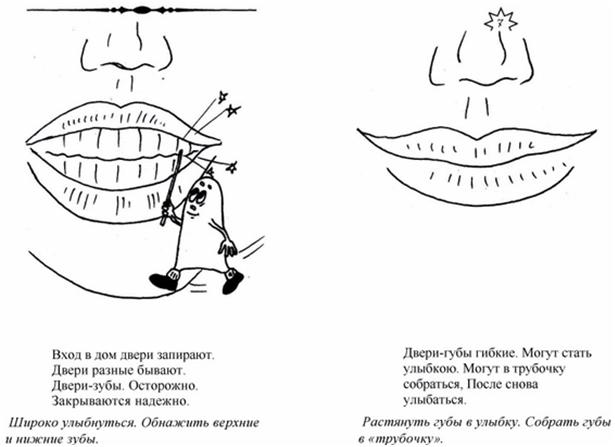 7
Вход в дом двери запирают.
Двери разные бывают.
Двери-зубы. Осторожно.
Закрываются надежно.
Широко улыбнуться. Обнажить верхние
и нижние зубы.
Двери-губы гибкие. Могут стать
улыбкою. Могут в трубочку
собраться, После снова
улыбаться.
Растянуть губы в улыбку. Собрать губы
в «трубочку».